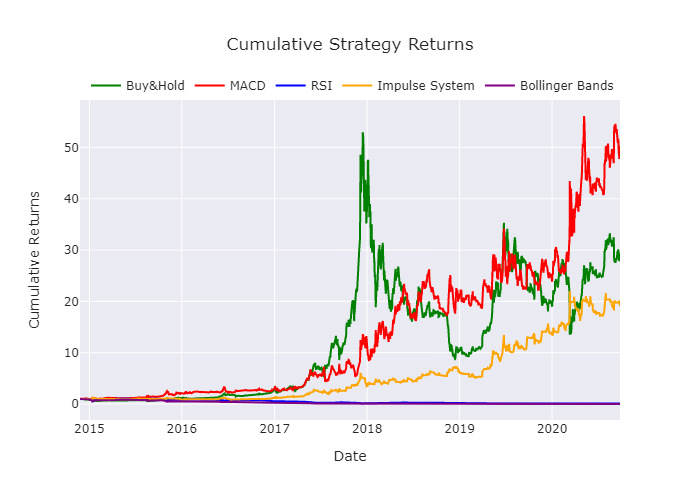 Cumulative Strategy Returns
Buy&Hold MACD RSI Impulse System Bollinger Bands
50
40
30
20
10
0
Cumulative Returns
2015 2016 2017 2018 2019 2020
Date